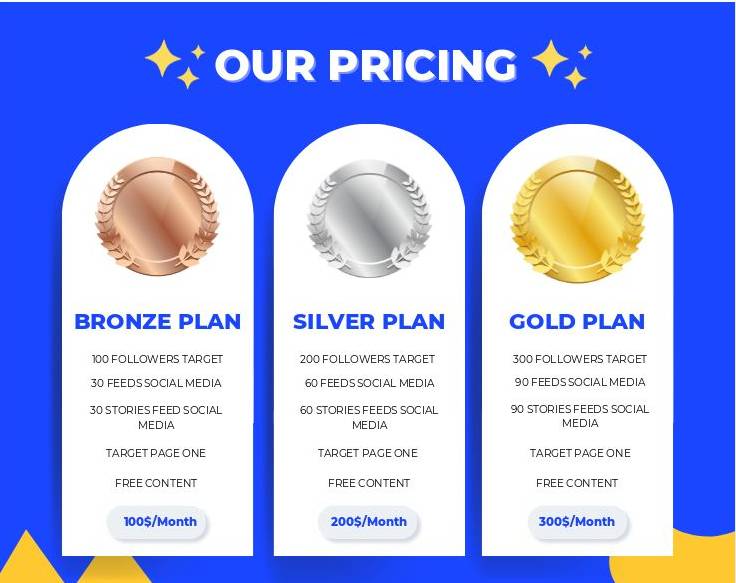 OUR PRICING
BRONZE PLAN
100 FOLLOWERS TARGET
30 FEEDS SOCIAL MEDIA
30 STORIES FEED SOCIAL
MEDIA
TARGET PAGE ONE
FREE CONTENT
100$/Month
SILVER PLAN
200 FOLLOWERS TARGET
60 FEEDS SOCIAL MEDIA
60 STORIES FEEDS SOCIAL
MEDIA
TARGET PAGE ONE
FREE CONTENT
200$/Month
GOLD PLAN
300 FOLLOWERS TARGET
90 FEEDS SOCIAL MEDIA
90 STORIES FEEDS SOCIAL
MEDIA
TARGET PAGE ONE
FREE CONTENT
300$/Month